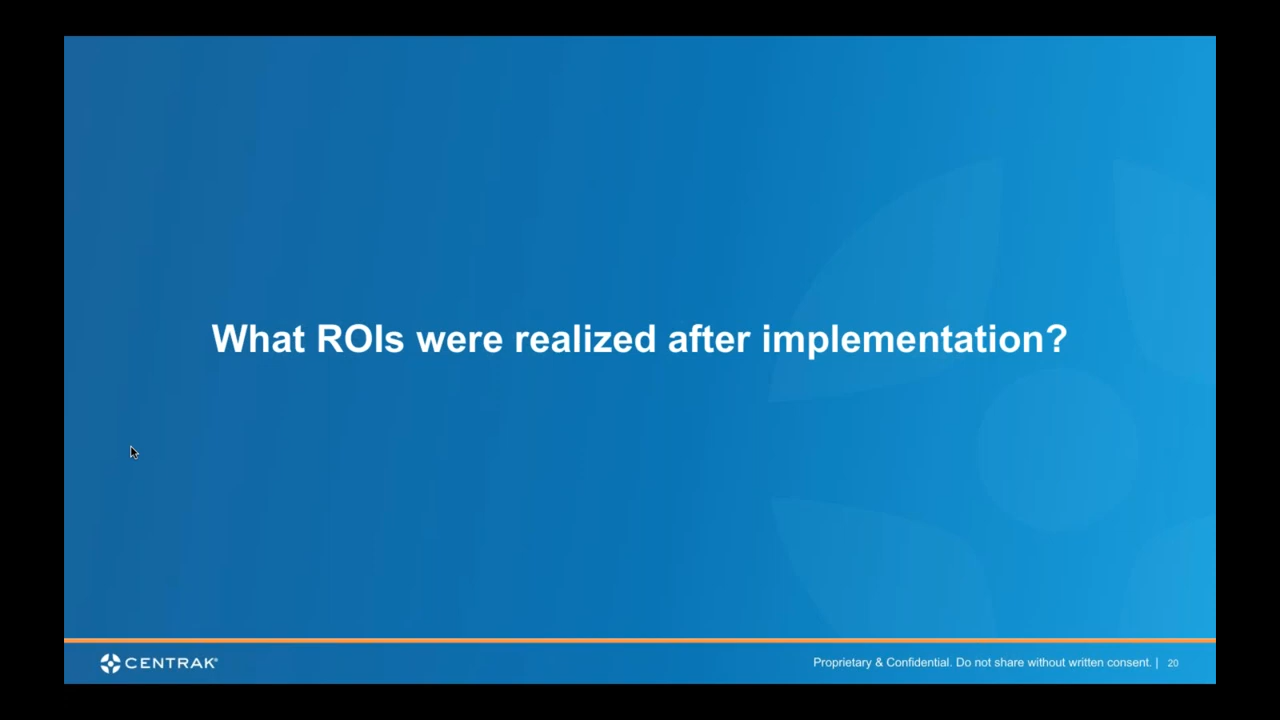 What ROIs were realized after implementation?
CENTRAK®
Proprietary & Confidential. Do not share without written consent. | 20